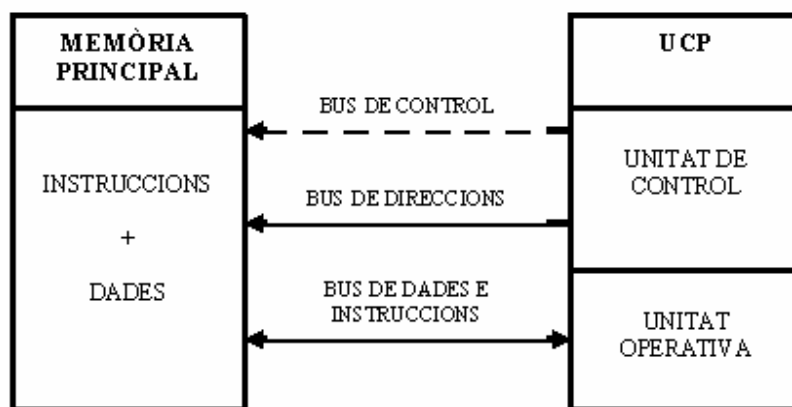 MEMÒRIA
PRINCIPAL
INSTRUCCIONS
+
DADES
BUS DE CONTROL
BUS DE DIRECCIONS
BUS DE DADES E
INSTRUCCIONS
UCP
UNITAT DE
CONTROL
UNITAT
OPERATIVA